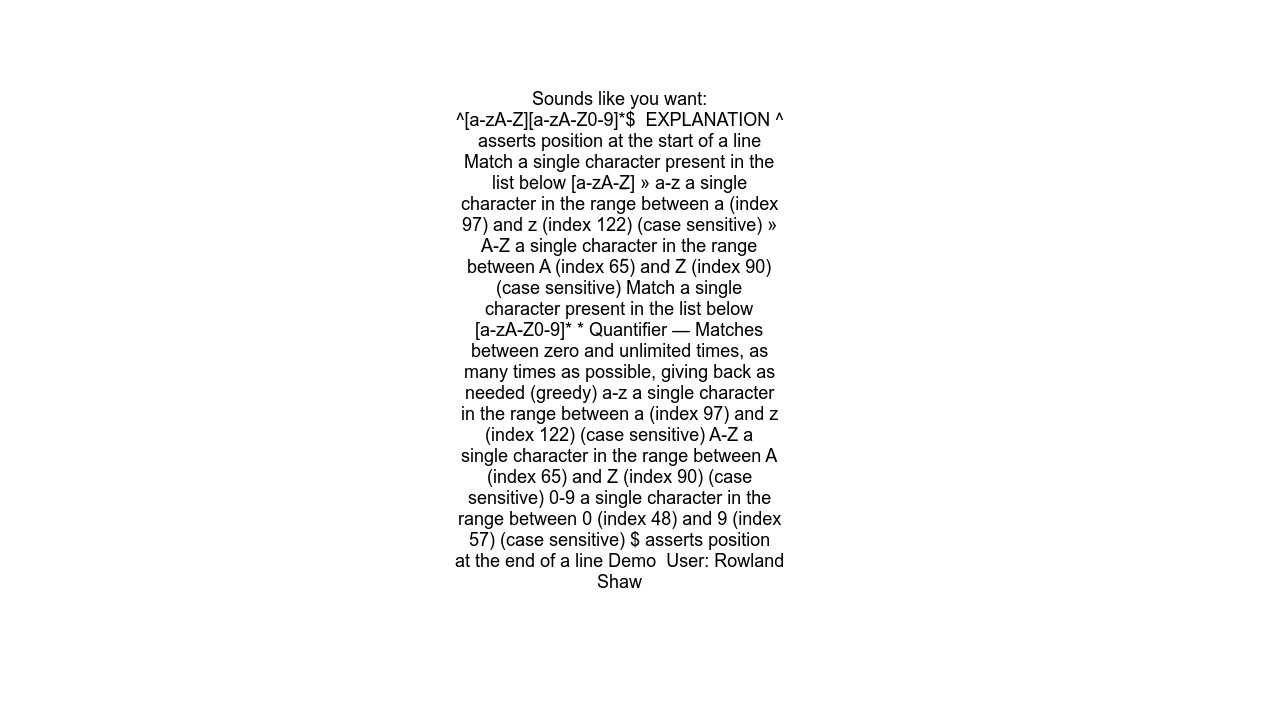 Sounds like you want:
^[a-zA-Z][a-zA-Z0-9]*$  EXPLANATION ^
asserts position at the start of a line
Match a single character present in the
list below [a-zA-Z] » a-z a single
character in the range between a (index
97) and z (index 122) (case sensitive) »
A-Z a single character in the range
between A (index 65) and Z (index 90)
(case sensitive) Match a single
character present in the list below
[a-zA-Z0-9]* * Quantifier — Matches
between zero and unlimited times, as
many times as possible, giving back as
needed (greedy) a-z a single character
in the range between a (index 97) and z
(index 122) (case sensitive) A-Z a
single character in the range between A
(index 65) and Z (index 90) (case
sensitive) 0-9 a single character in the
range between 0 (index 48) and 9 (index
57) (case sensitive) $ asserts position
at the end of a line Demo  User: Rowland
Shaw